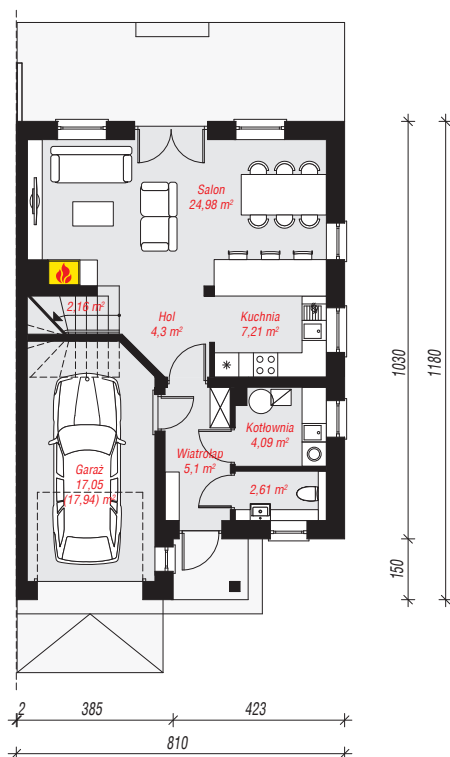 Salon
24,98 m²
2,16 m²
Hol
4,3 m²
Kuchnia
7,21 m²
Kotłownia
4,09 m²
Wiatrołap
5,1 m²
Garaż
17,05
(17,94) m²
2,61 m²
1030
1180
150
2
385
423
810